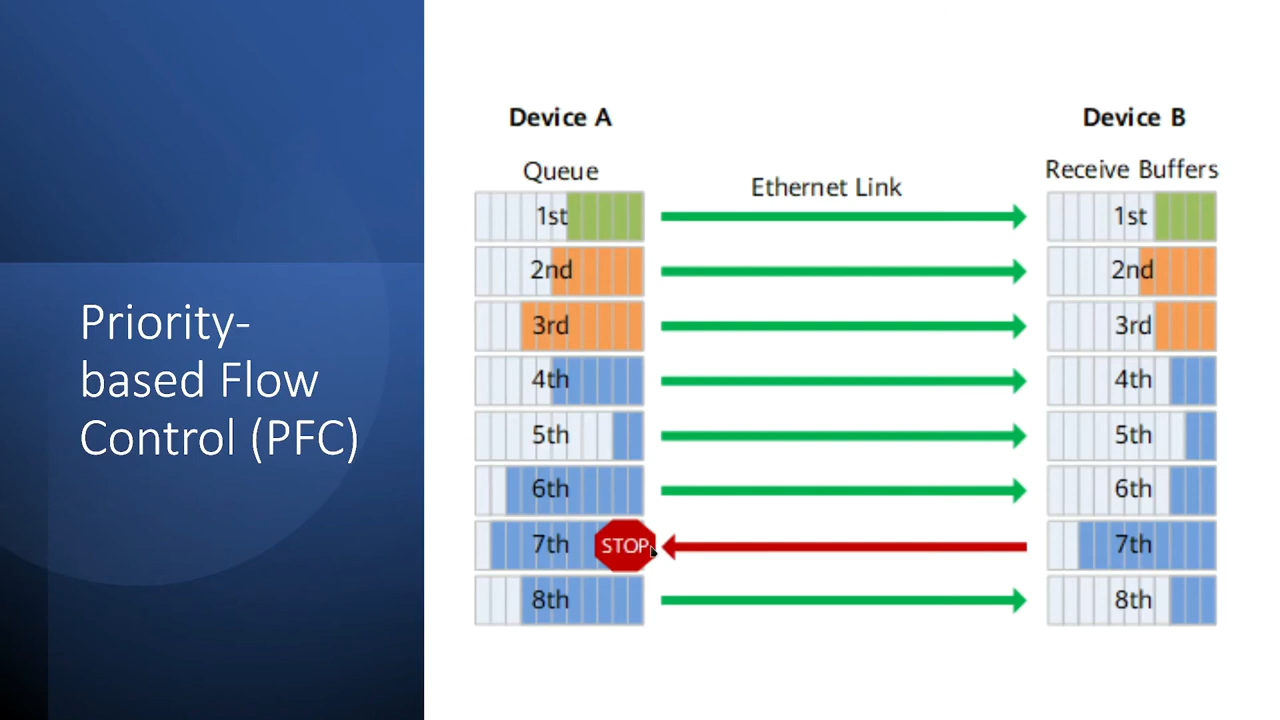 Priority-
based Flow
Control (PFC)
Device A
Device B
Queue
Ethernet Link
Receive Buffers
1st
1st
2nd
2nd
3rd
3rd
4th
4th
5th
5th
6th
6th
7th
STOP
7th
8th
8th